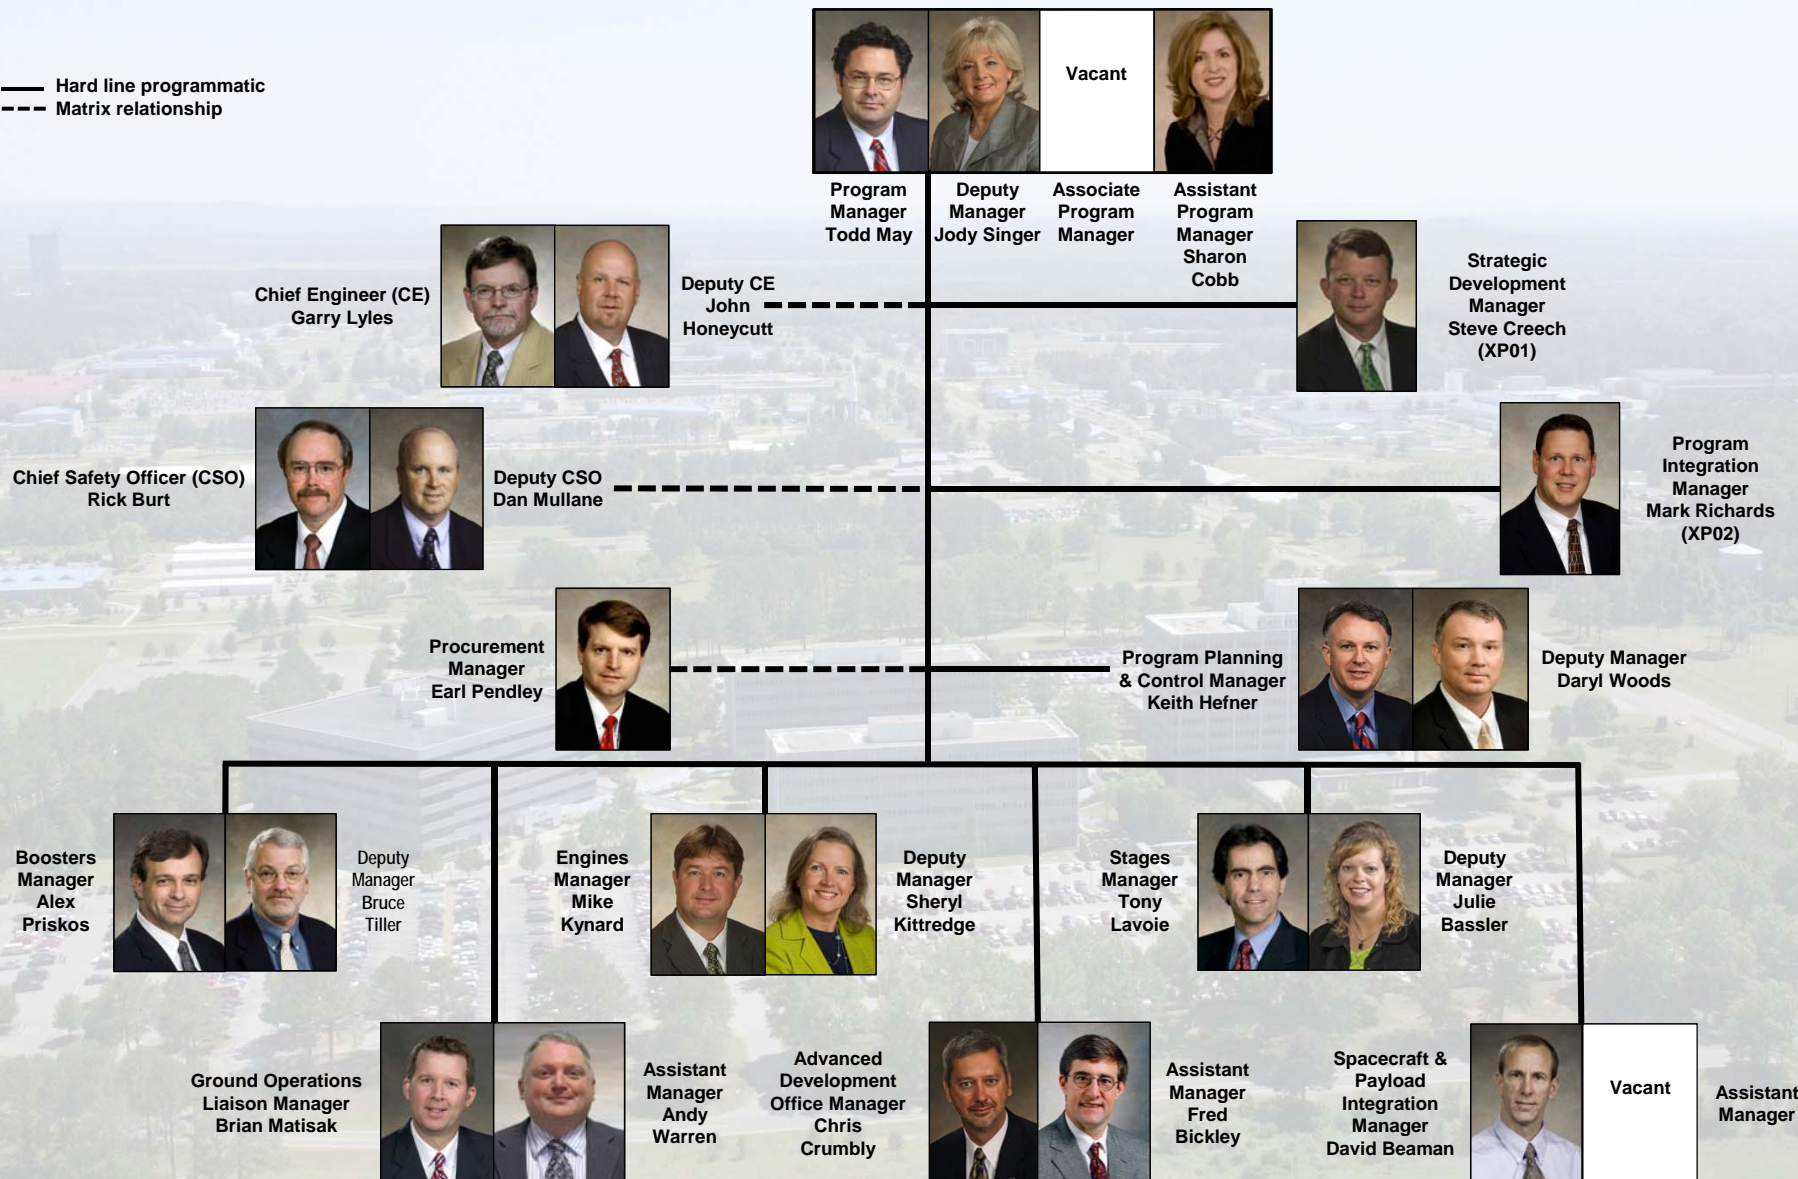 Hard line programmatic
Matrix relationship
Vacant
Program
Manager
Todd May
Deputy
Manager
Jody Singer
Associate
Program
Manager
Assistant
Program
Manager
Sharon
Cobb
Chief Engineer (CE)
Garry Lyles
Deputy CE
John
Honeycutt
Strategic
Development
Manager
Steve Creech
(XP01)
Chief Safety Officer (CSO)
Rick Burt
Deputy CSO
Dan Mullane
Program
Integration
Manager
Mark Richards
(XP02)
Procurement
Manager
Earl Pendley
Program Planning
& Control Manager
Keith Hefner
Deputy Manager
Daryl Woods
Boosters
Manager
Alex
Priskos
Deputy
Manager
Bruce
Tiller
Engines
Manager
Mike
Kynard
Deputy
Manager
Sheryl
Kittredge
Stages
Manager
Tony
Lavoie
Deputy
Manager
Julie
Bassler
Ground Operations
Liaison Manager
Brian Matisak
Assistant
Manager
Andy
Warren
Advanced
Development
Office Manager
Chris
Crumbly
Assistant
Manager
Fred
Bickley
Spacecraft &
Payload
Integration
Manager
David Beaman
Vacant
Assistant
Manager